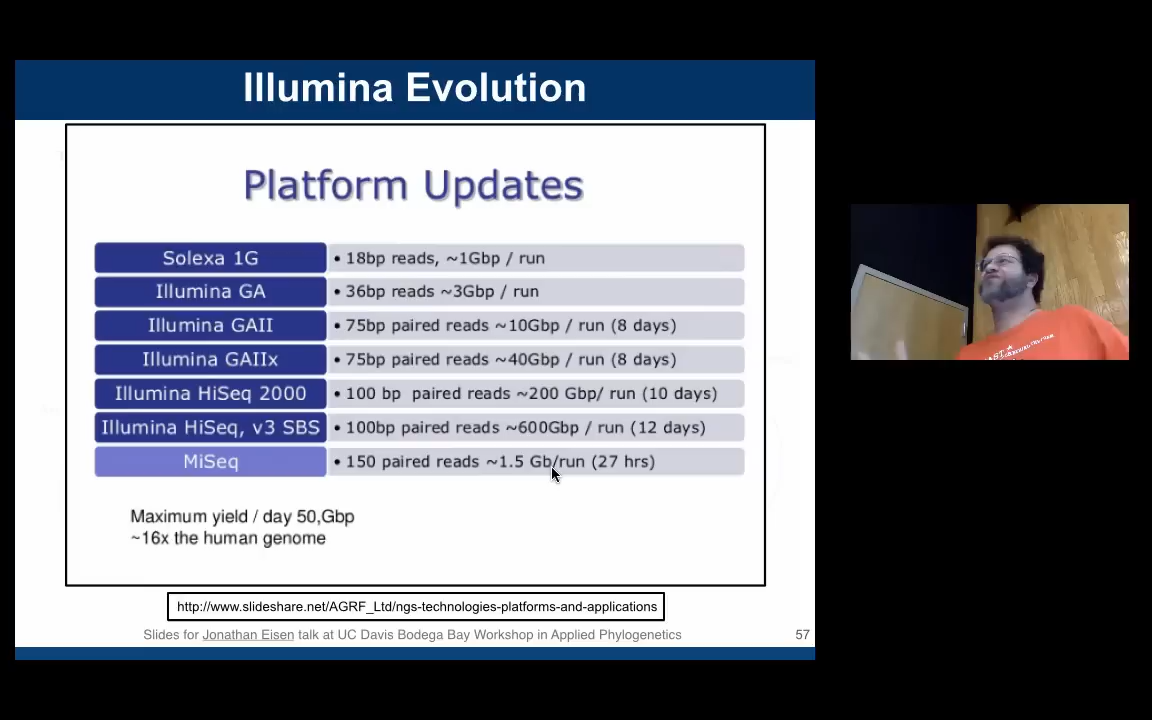 Illumina Evolution
Platform Updates
Solexa 1G • 18bp reads, ~1Gbp / run
Illumina GA • 36bp reads ~3Gbp / run
Illumina GAII • 75bp paired reads ~10Gbp / run (8 days)
Illumina GAIIx • 75bp paired reads ~40Gbp / run (8 days)
Illumina HiSeq 2000 • 100 bp paired reads ~200 Gbp/ run (10 days)
Illumina HiSeq, v3 SBS • 100bp paired reads ~600Gbp / run (12 days)
MiSeq • 150 paired reads ~1.5 Gb/run (27 hrs)
Maximum yield / day 50,Gbp
~16x the human genome
http://www.slideshare.net/AGRF_Ltd/ngs-technologies-platforms-and-applications
Slides for Jonathan Eisen talk at UC Davis Bodega Bay Workshop in Applied Phylogenetics 57